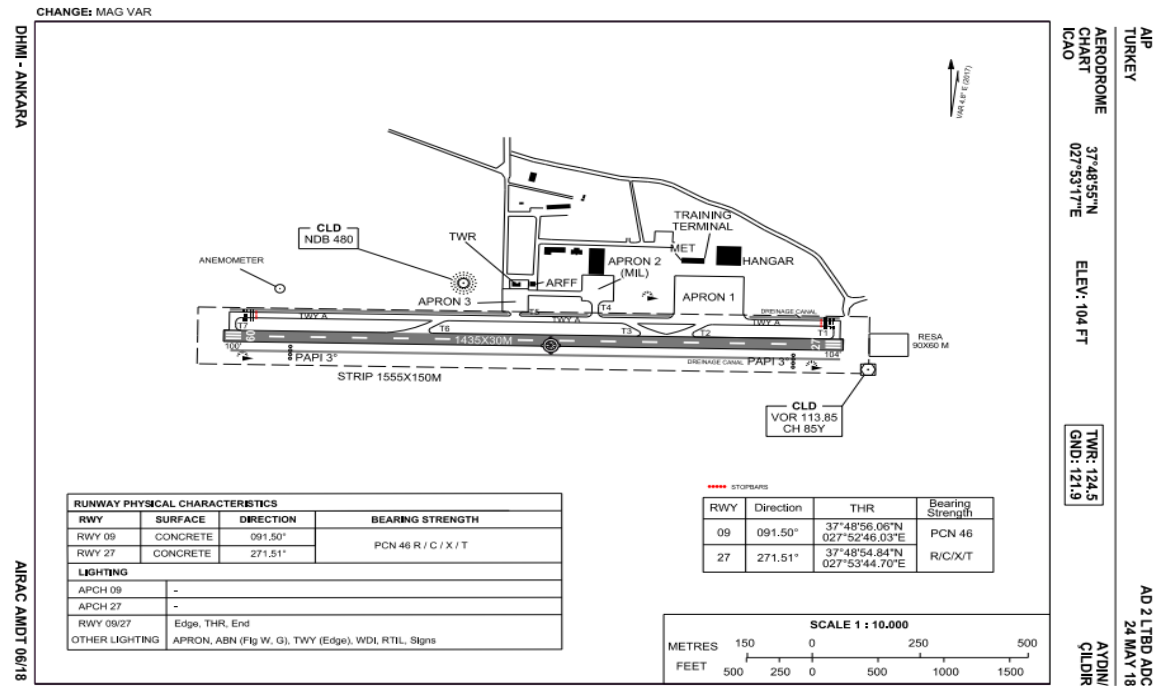 CHANGE: MAG VAR
DHMI - ANKARA
AIRAC AMDT 06/18
AIP
TURKEY
AERODROME
CHART
ICAO
37°48'55"N
027°53'17"E
ELEV: 104 FT
TWR: 124.5
GND: 121.9
AD 2 LTBD ADC
24 MAY 18
AYDIN/
ÇILDIR
VAR 4.8° E (2017)
CLD
NDB 480
TWR
ANEMOMETER
TRAINING
TERMINAL
MET
HANGAR
APRON 2
(MIL)
ARFF
APRON 3
APRON 1
T4
T5
DREINAGE CANAL
TWY A
TWY A
TWY A
T7
T6
T3
T2
T1
09
1435X30M
27
100'
104'
RESA
90X60 M
PAPI 3°
DREINAGE CANAL
PAPI 3°
STRIP 1555X150M
CLD
VOR 113.85
CH 85Y
RUNWAY PHYSICAL CHARACTERISTICS
RWY SURFACE DIRECTION BEARING STRENGTH
RWY 09 CONCRETE 091.50°
PCN 46 R / C / X / T
RWY 27 CONCRETE 271.51°
LIGHTING
APCH 09 -
APCH 27 -
RWY 09/27 Edge, THR, End
OTHER LIGHTING APRON, ABN (Flg W, G), TWY (Edge), WDI, RTIL, Signs
STOPBARS
RWY Direction THR Bearing Strength
09 091.50° 37°48'56.06"N 027°52'46.03"E PCN 46
27 271.51° 37°48'54.84"N 027°53'44.70"E R/C/X/T
SCALE 1 : 10.000
METRES 150 0 250 500
FEET 500 250 0 500 1000 1500